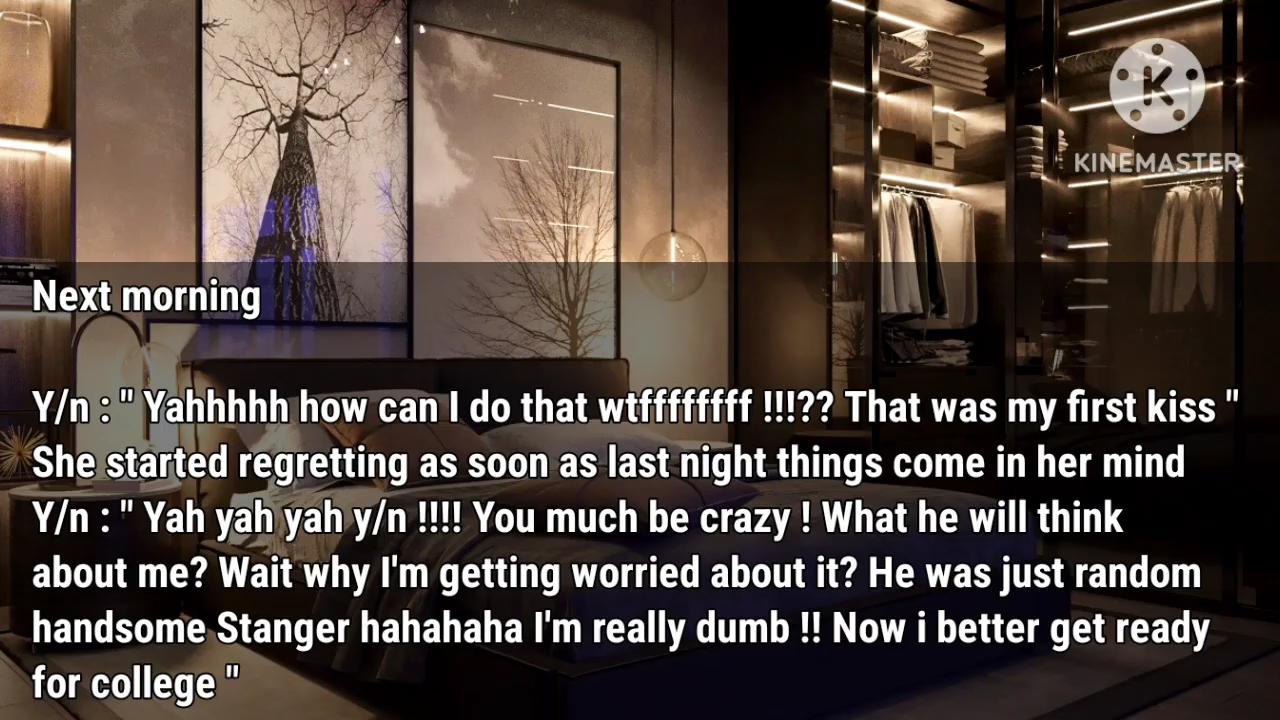 KINEMASTER
Next morning
Y/n : " Yahhhhh how can I do that wtffffffff !!!?? That was my first kiss "
She started regretting as soon as last night things come in her mind
Y/n : " Yah yah yah y/n !!!! You much be crazy ! What he will think
about me? Wait why I'm getting worried about it? He was just random
handsome Stanger hahahaha I'm really dumb !! Now i better get ready
for college "